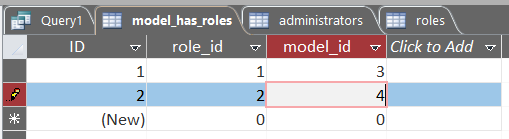 Query1 model_has_roles administrators roles
ID role_id model_id Click to Add
1 1 3
2 2 4
(New) 0 0